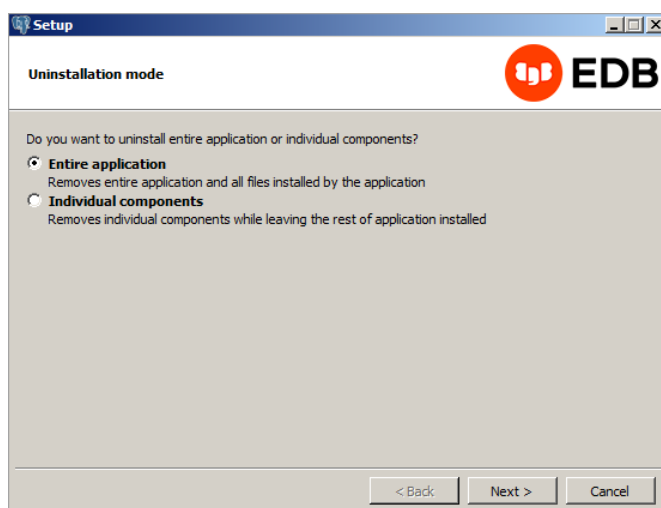 Setup
Uninstallation mode
EDB
Do you want to uninstall entire application or individual components?
Entire application
Removes entire application and all files installed by the application
Individual components
Removes individual components while leaving the rest of application installed
< Back Next > Cancel